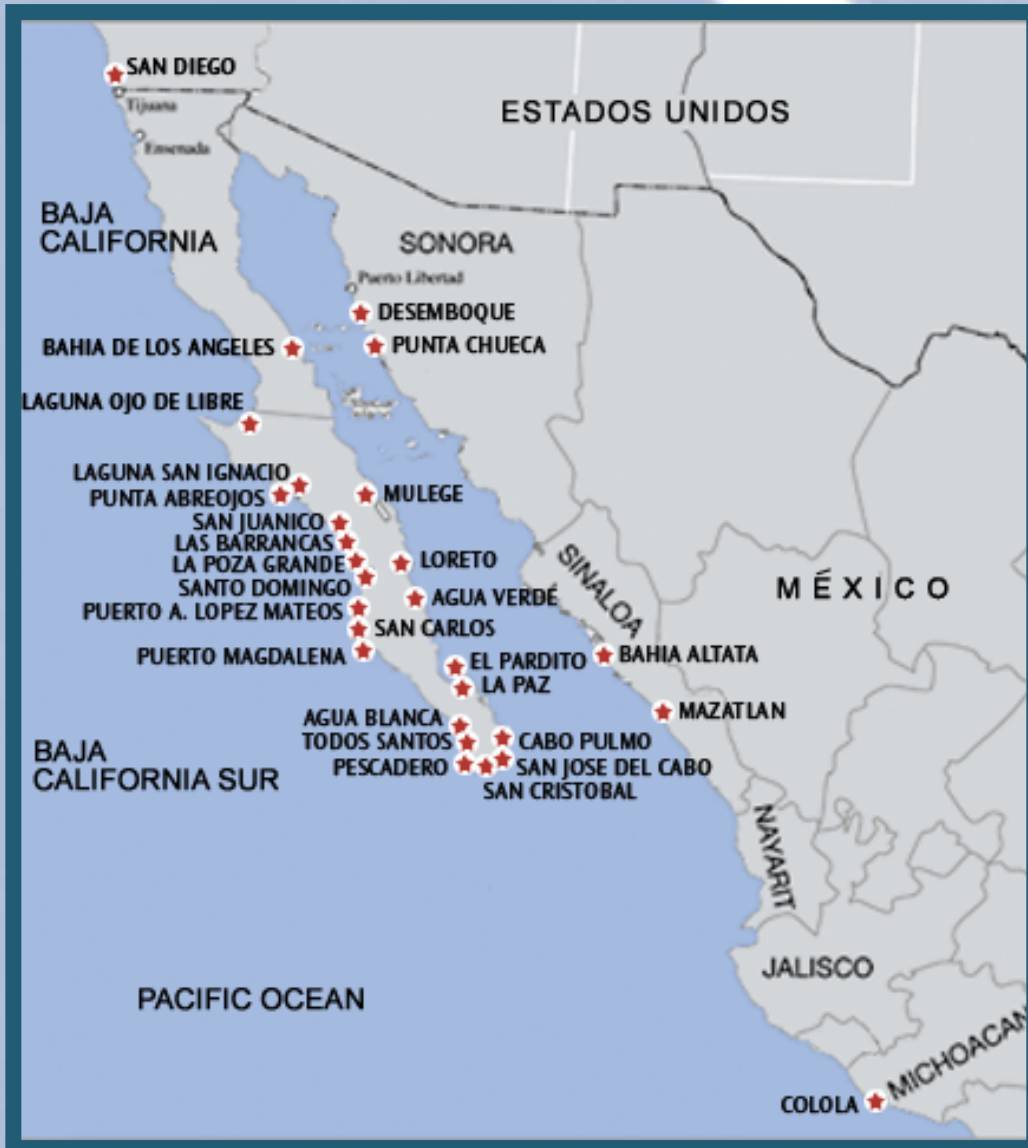 SAN DIEGO
Tijuana
ESTADOS UNIDOS
Ensenada
BAJA
CALIFORNIA
SONORA
Puerto Libertad
DESEMBOQUE
BAHIA DE LOS ANGELES
PUNTA CHUECA
LAGUNA OJO DE LIBRE
LAGUNA SAN IGNACIO
PUNTA ABREOJOS
MULEGE
SAN JUANICO
LAS BARRANCAS
LA POZA GRANDE
LORETO
SINALOA
SANTO DOMINGO
MÉXICO
AGUA VERDÉ
PUERTO A. LOPEZ MATEOS
SAN CARLOS
PUERTO MAGDALENA
EL PARDITO
BAHIA ALTATA
LA PAZ
MAZATLAN
AGUA BLANCA
TODOS SANTOS
CABO PULMO
BAJA
CALIFORNIA SUR
PESCADERO
SAN JOSE DEL CABO
SAN CRISTOBAL
NAYARIT
JALISCO
PACIFIC OCEAN
MICHOACAN
COLOLA